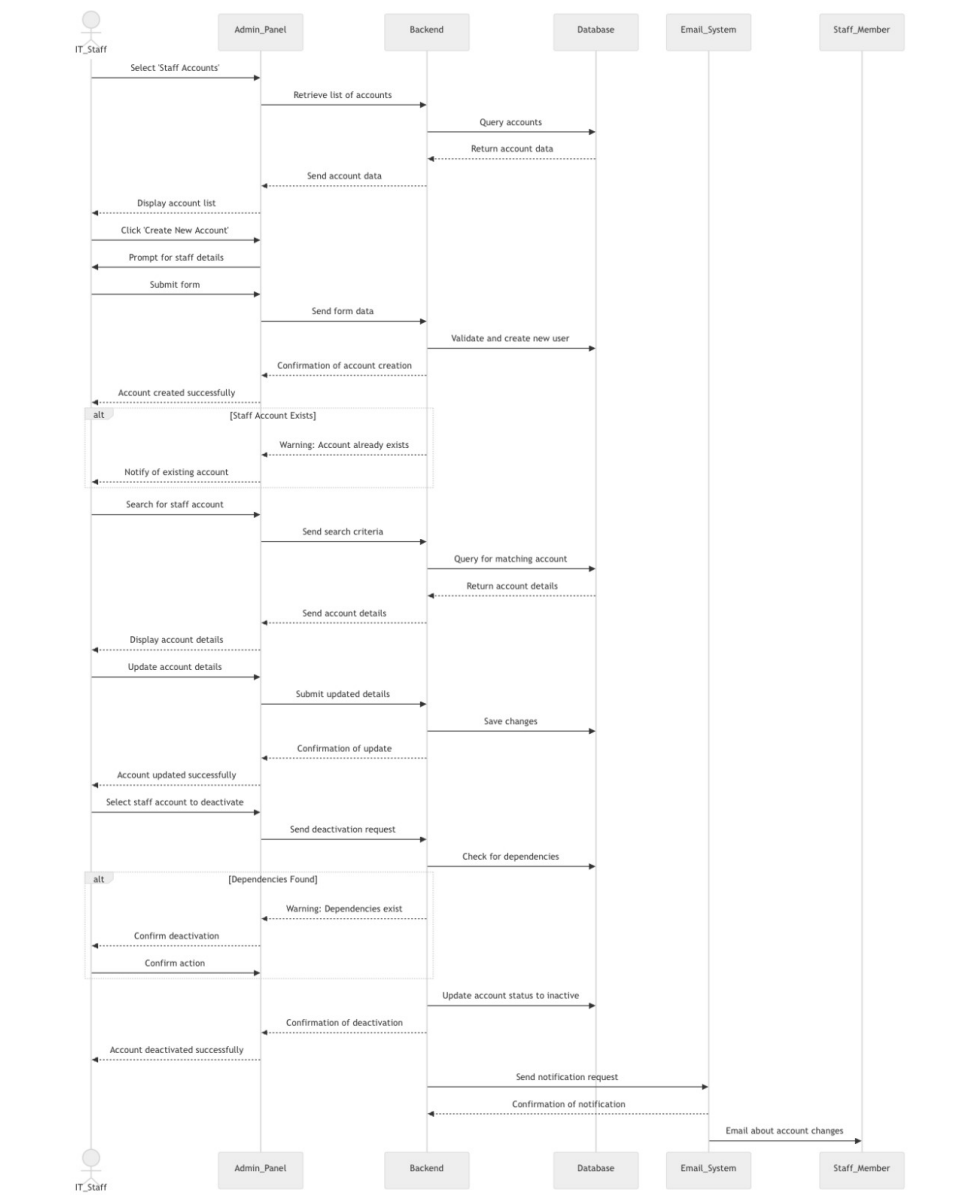 IT_Staff
Admin_Panel
Backend
Database
Email_System
Staff_Member
Select 'Staff Accounts'
Retrieve list of accounts
Query accounts
Return account data
Send account data
Display account list
Click 'Create New Account'
Prompt for staff details
Submit form
Send form data
Validate and create new user
Confirmation of account creation
Account created successfully
alt
[Staff Account Exists]
Warning: Account already exists
Notify of existing account
Search for staff account
Send search criteria
Query for matching account
Return account details
Send account details
Display account details
Update account details
Submit updated details
Save changes
Confirmation of update
Account updated successfully
Select staff account to deactivate
Send deactivation request
Check for dependencies
alt
[Dependencies Found]
Warning: Dependencies exist
Confirm deactivation
Confirm action
Update account status to inactive
Confirmation of deactivation
Account deactivated successfully
Send notification request
Confirmation of notification
Email about account changes
IT_Staff
Admin_Panel
Backend
Database
Email_System
Staff_Member